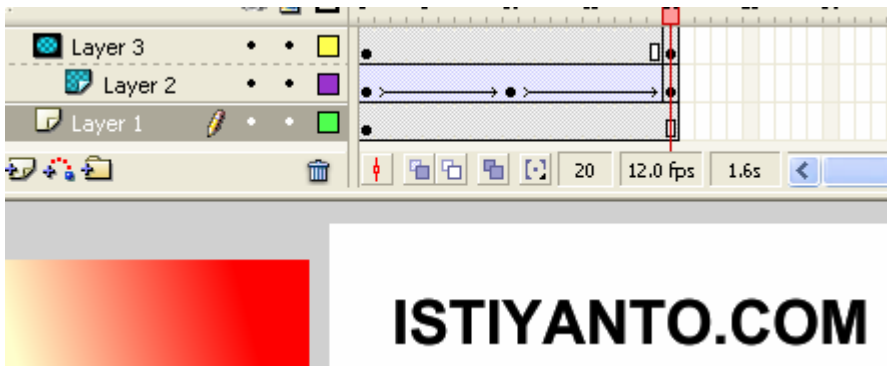 Layer 3
Layer 2
Layer 1
20 12.0 fps 1.6s
ISTIYANTO.COM